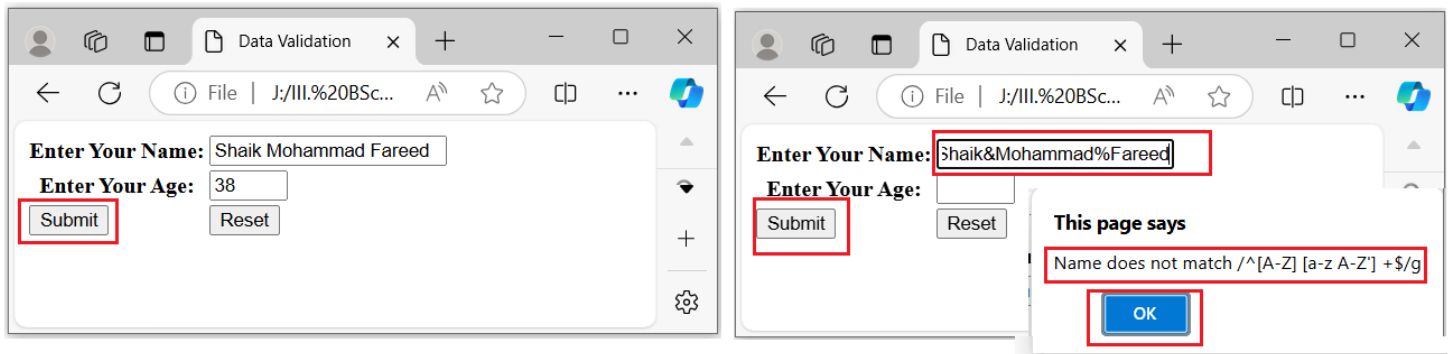 Data Validation
File | J:/III.%20BSc...
Enter Your Name: Shaik Mohammad Fareed
Enter Your Age: 38
Submit Reset
Data Validation
File | J:/III.%20BSc...
Enter Your Name: Shaik&Mohammad%Fareed
Enter Your Age:
Submit Reset
This page says
Name does not match /^[A-Z] [a-z A-Z'] +$/g
OK